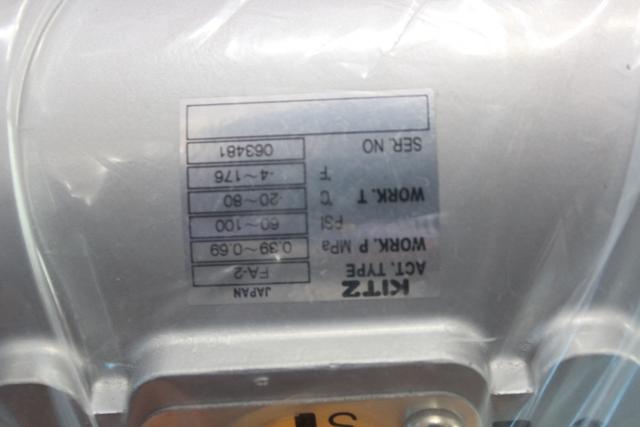 KITZ JAPAN
ACT. TYPE FA-2
WORK. P MPa 0.39~0.69
PSI 60~100
WORK. T °C -20~80
°F -4~176
SER. NO 063481